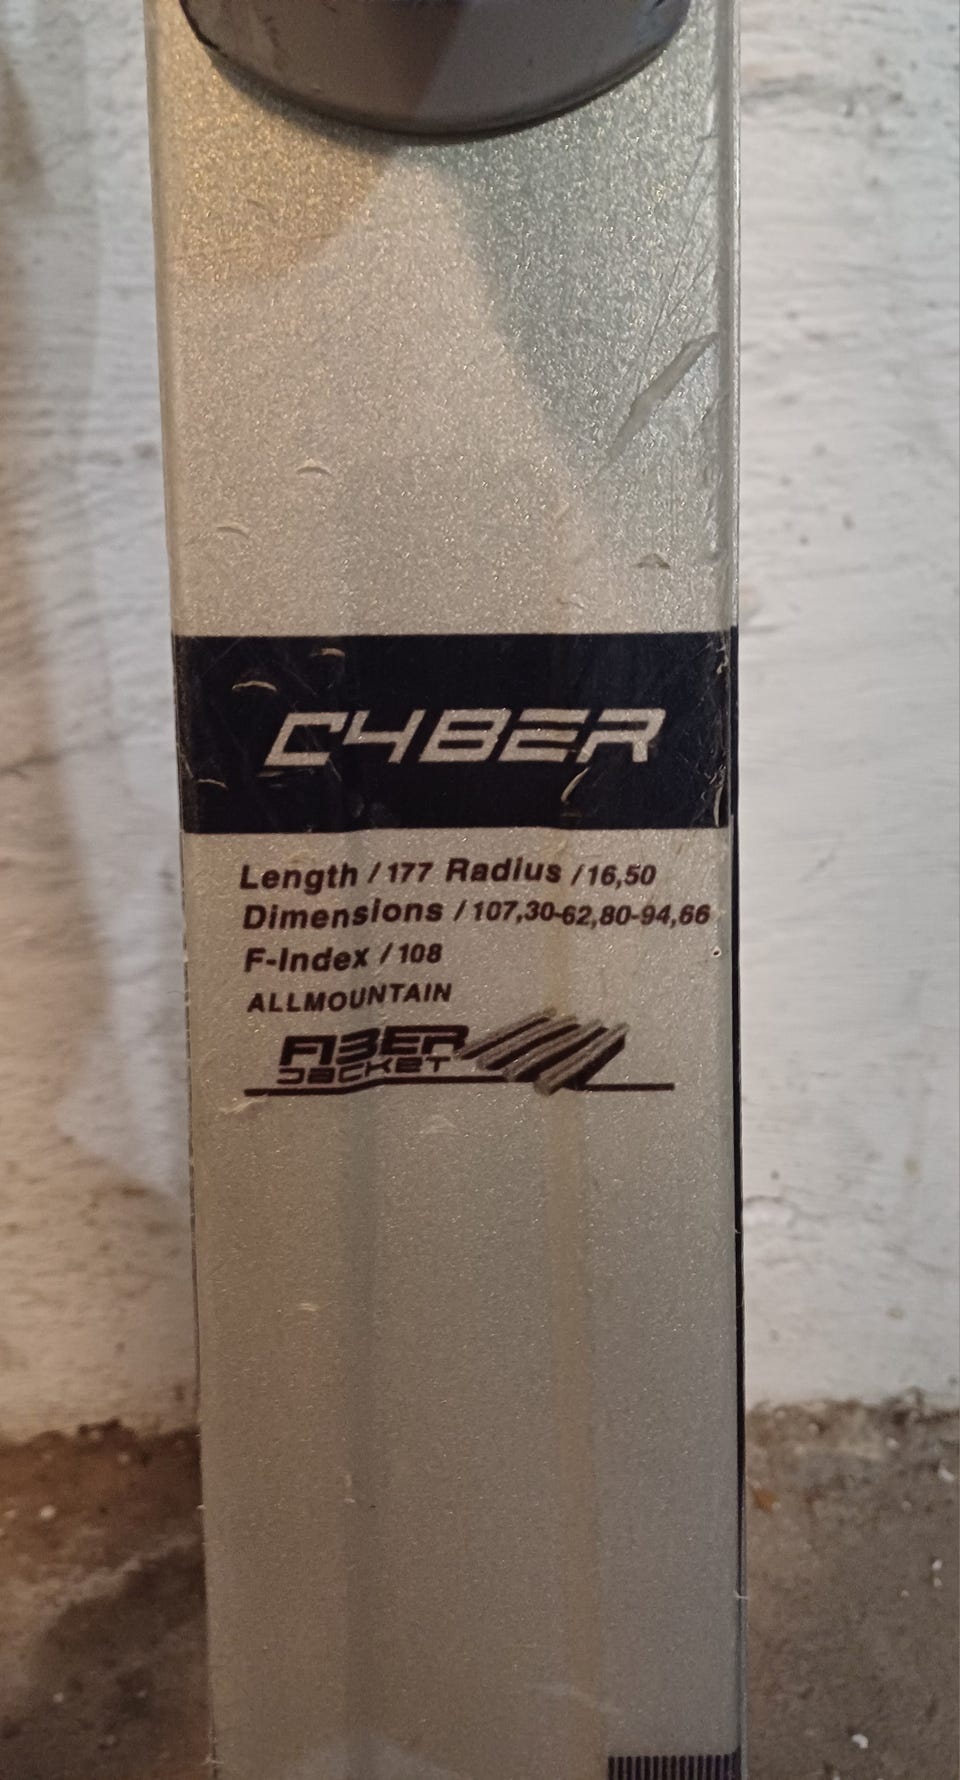 CYBER
Length / 177 Radius / 16,50
Dimensions / 107,30-62,80-94,66
F-Index / 108
ALLMOUNTAIN
FIBER
JACKET